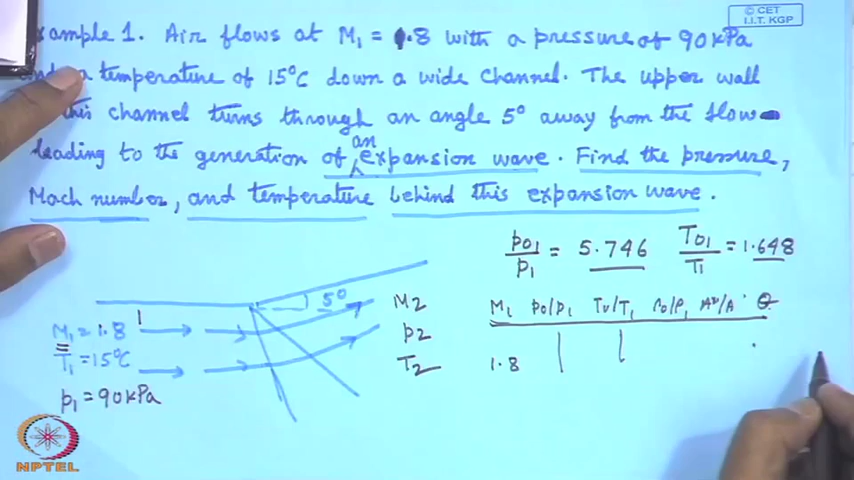 © CET
I.I.T. KGP
ample 1. Air flows at M₁ = 1.8 with a pressure of 90 kPa
a temperature of 15°C down a wide channel. The upper wall
this channel turns through an angle 5° away from the flow
leading to the generation of an expansion wave. Find the pressure,
Mach number, and temperature behind this expansion wave.
p₀₁/p₁ = 5.746 T₀₁/T₁ = 1.648
5°
M₁ = 1.8
T₁ = 15°C
p₁ = 90 kPa
1
M₂
p₂
T₂
M₁ p₀/p₁ T₀/T₁ ρ₀/ρ₁ A*/A θ
1.8
NPTEL